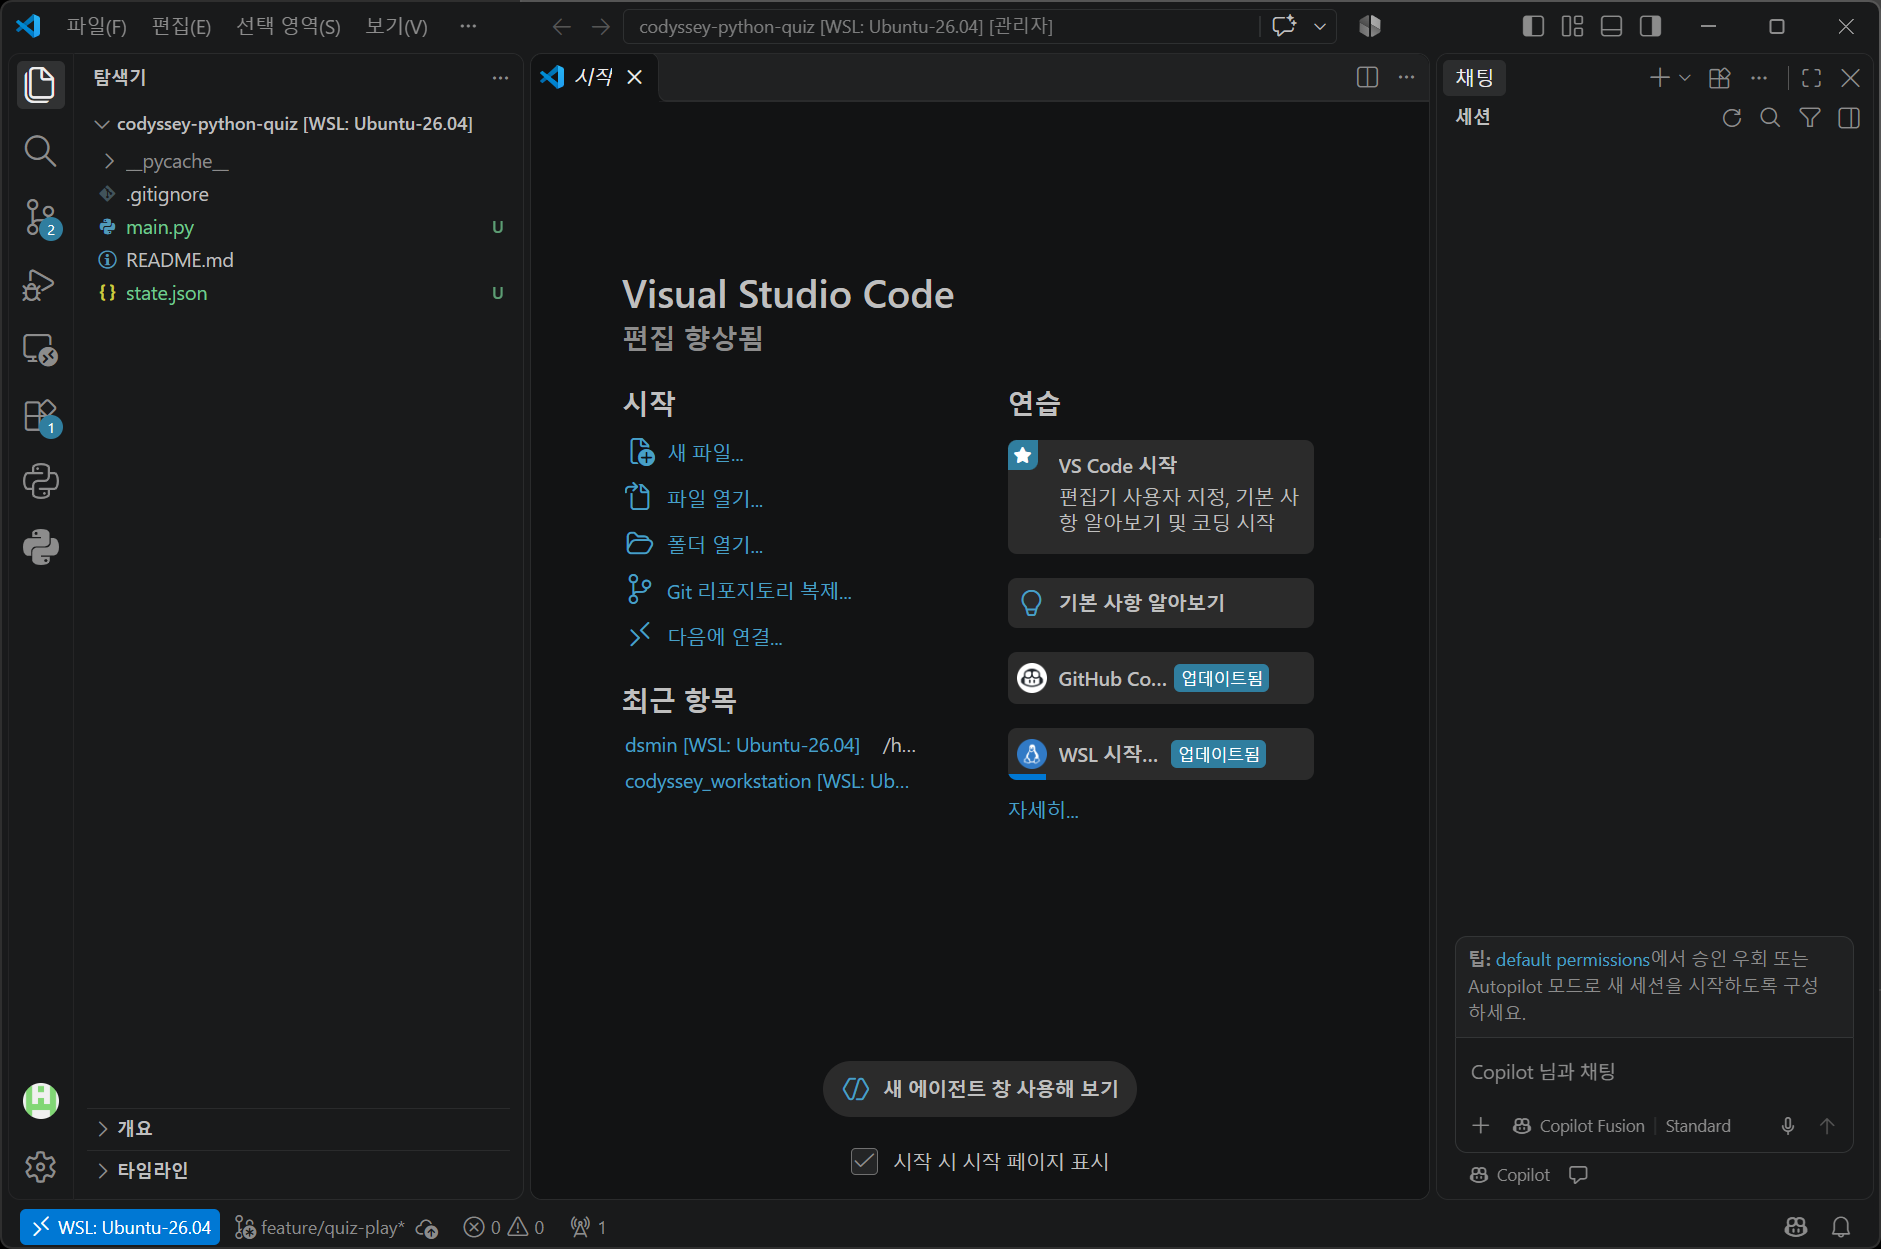 파일(F) 편집(E) 선택 영역(S) 보기(V) ···
codyssey-python-quiz [WSL: Ubuntu-26.04] [관리자]
탐색기
codyssey-python-quiz [WSL: Ubuntu-26.04]
__pycache__
.gitignore
main.py U
README.md
state.json U
2
1
개요
타임라인
시작
Visual Studio Code
편집 향상됨
시작
새 파일...
파일 열기...
폴더 열기...
Git 리포지토리 복제...
다음에 연결...
최근 항목
dsmin [WSL: Ubuntu-26.04] /h...
codyssey_workstation [WSL: Ub...
연습
VS Code 시작
편집기 사용자 지정, 기본 사
항 알아보기 및 코딩 시작
기본 사항 알아보기
GitHub Co... 업데이트됨
WSL 시작... 업데이트됨
자세히...
새 에이전트 창 사용해 보기
시작 시 시작 페이지 표시
채팅
세션
팁: default permissions에서 승인 우회 또는
Autopilot 모드로 새 세션을 시작하도록 구성
하세요.
Copilot 님과 채팅
Copilot Fusion Standard
Copilot
WSL: Ubuntu-26.04 feature/quiz-play* 0 0 1